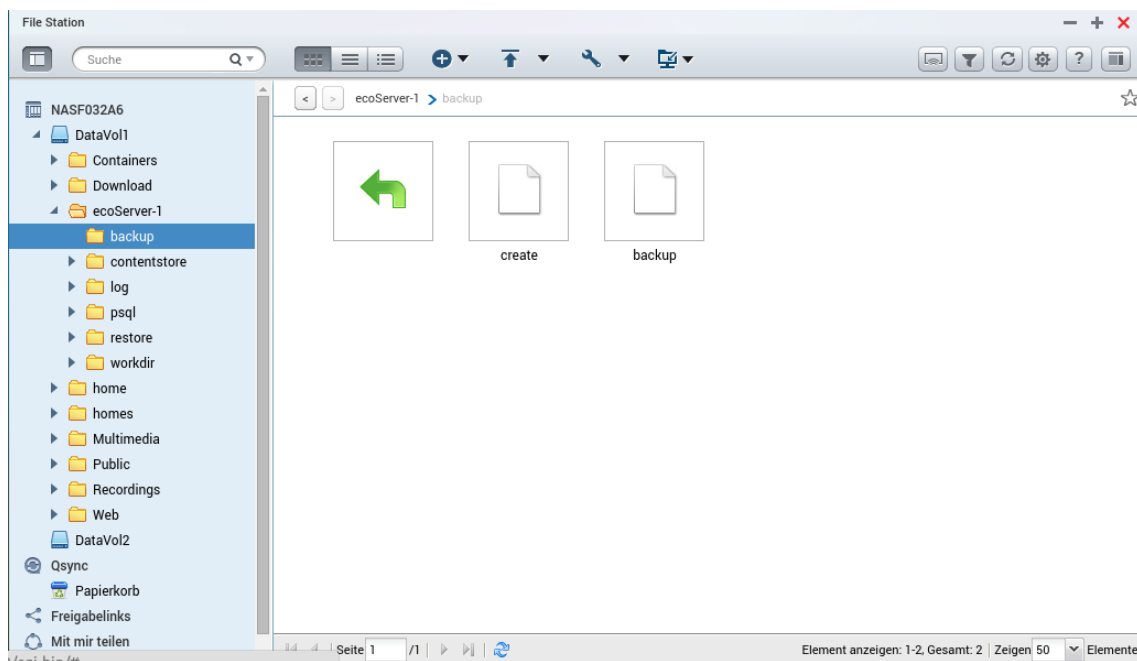 File Station
Suche
ecoServer-1 backup
NASF032A6
DataVol1
Containers
Download
ecoServer-1
backup
contentstore
log
psql
restore
workdir
home
homes
Multimedia
Public
Recordings
Web
DataVol2
Qsync
Papierkorb
Freigabelinks
Mit mir teilen
create
backup
Seite 1 /1
Element anzeigen: 1-2, Gesamt: 2 Zeigen 50 Elemente